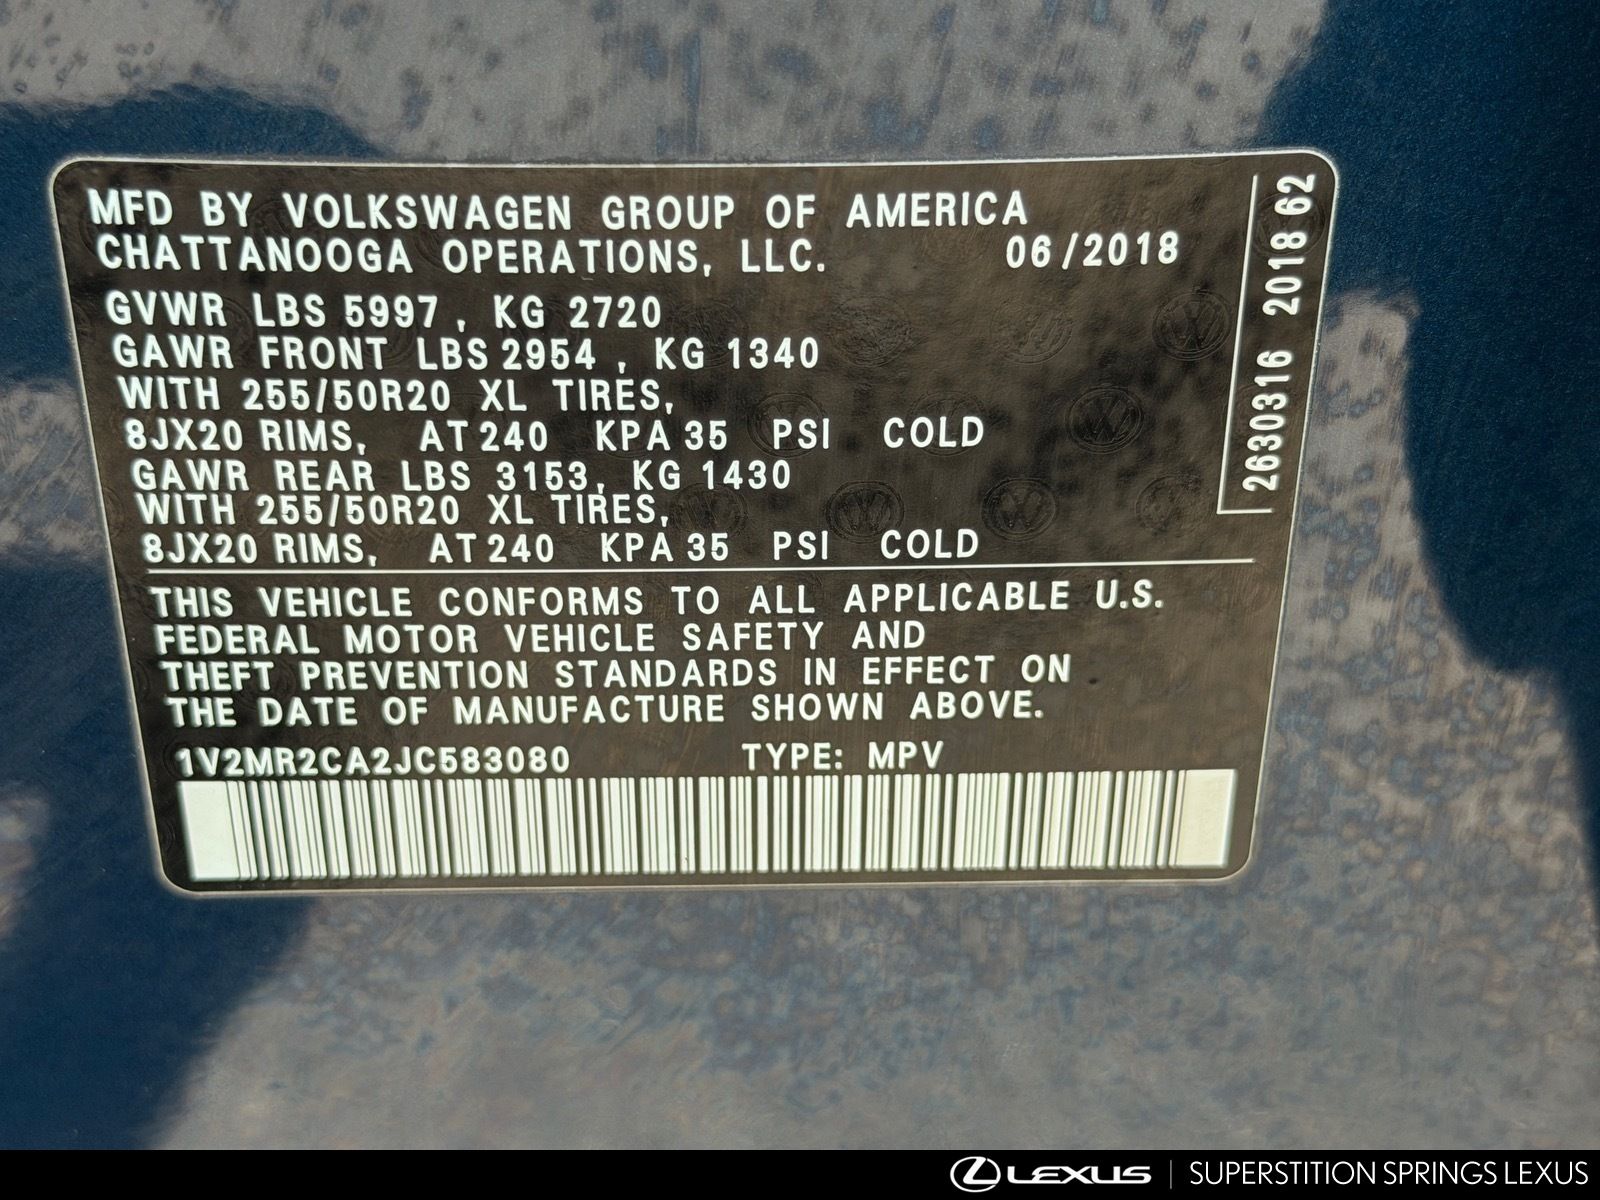 MFD BY VOLKSWAGEN GROUP OF AMERICA
CHATTANOOGA OPERATIONS, LLC. 06/2018
GVWR LBS 5997, KG 2720
GAWR FRONT LBS 2954, KG 1340
WITH 255/50R20 XL TIRES,
8JX20 RIMS, AT 240 KPA 35 PSI COLD
GAWR REAR LBS 3153, KG 1430
WITH 255/50R20 XL TIRES,
8JX20 RIMS, AT 240 KPA 35 PSI COLD
THIS VEHICLE CONFORMS TO ALL APPLICABLE U.S.
FEDERAL MOTOR VEHICLE SAFETY AND
THEFT PREVENTION STANDARDS IN EFFECT ON
THE DATE OF MANUFACTURE SHOWN ABOVE.
1V2MR2CA2JC583080 TYPE: MPV
2630316 2018 62
LEXUS | SUPERSTITION SPRINGS LEXUS